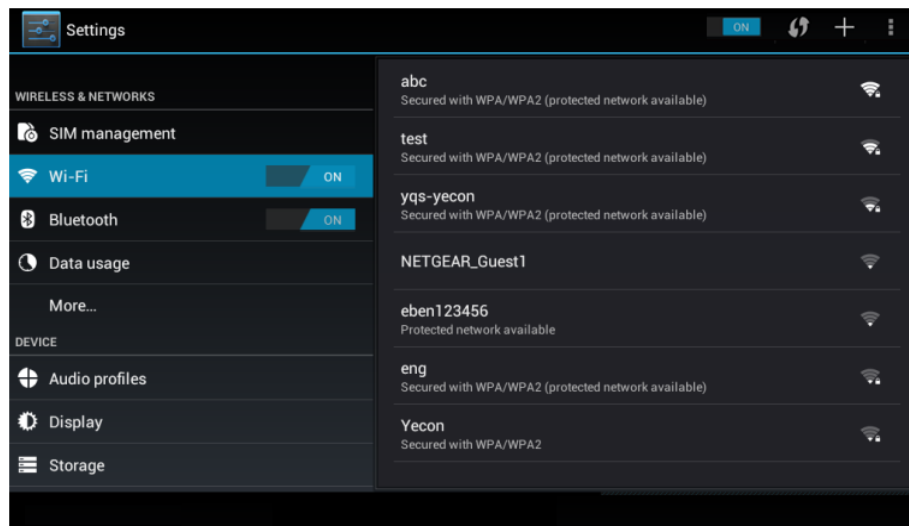 Settings
ON
WIRELESS & NETWORKS
SIM management
Wi-Fi
ON
Bluetooth
ON
Data usage
More...
DEVICE
Audio profiles
Display
Storage
abc
Secured with WPA/WPA2 (protected network available)
test
Secured with WPA/WPA2 (protected network available)
yqs-yecon
Secured with WPA/WPA2 (protected network available)
NETGEAR_Guest1
eben123456
Protected network available
eng
Secured with WPA/WPA2 (protected network available)
Yecon
Secured with WPA/WPA2